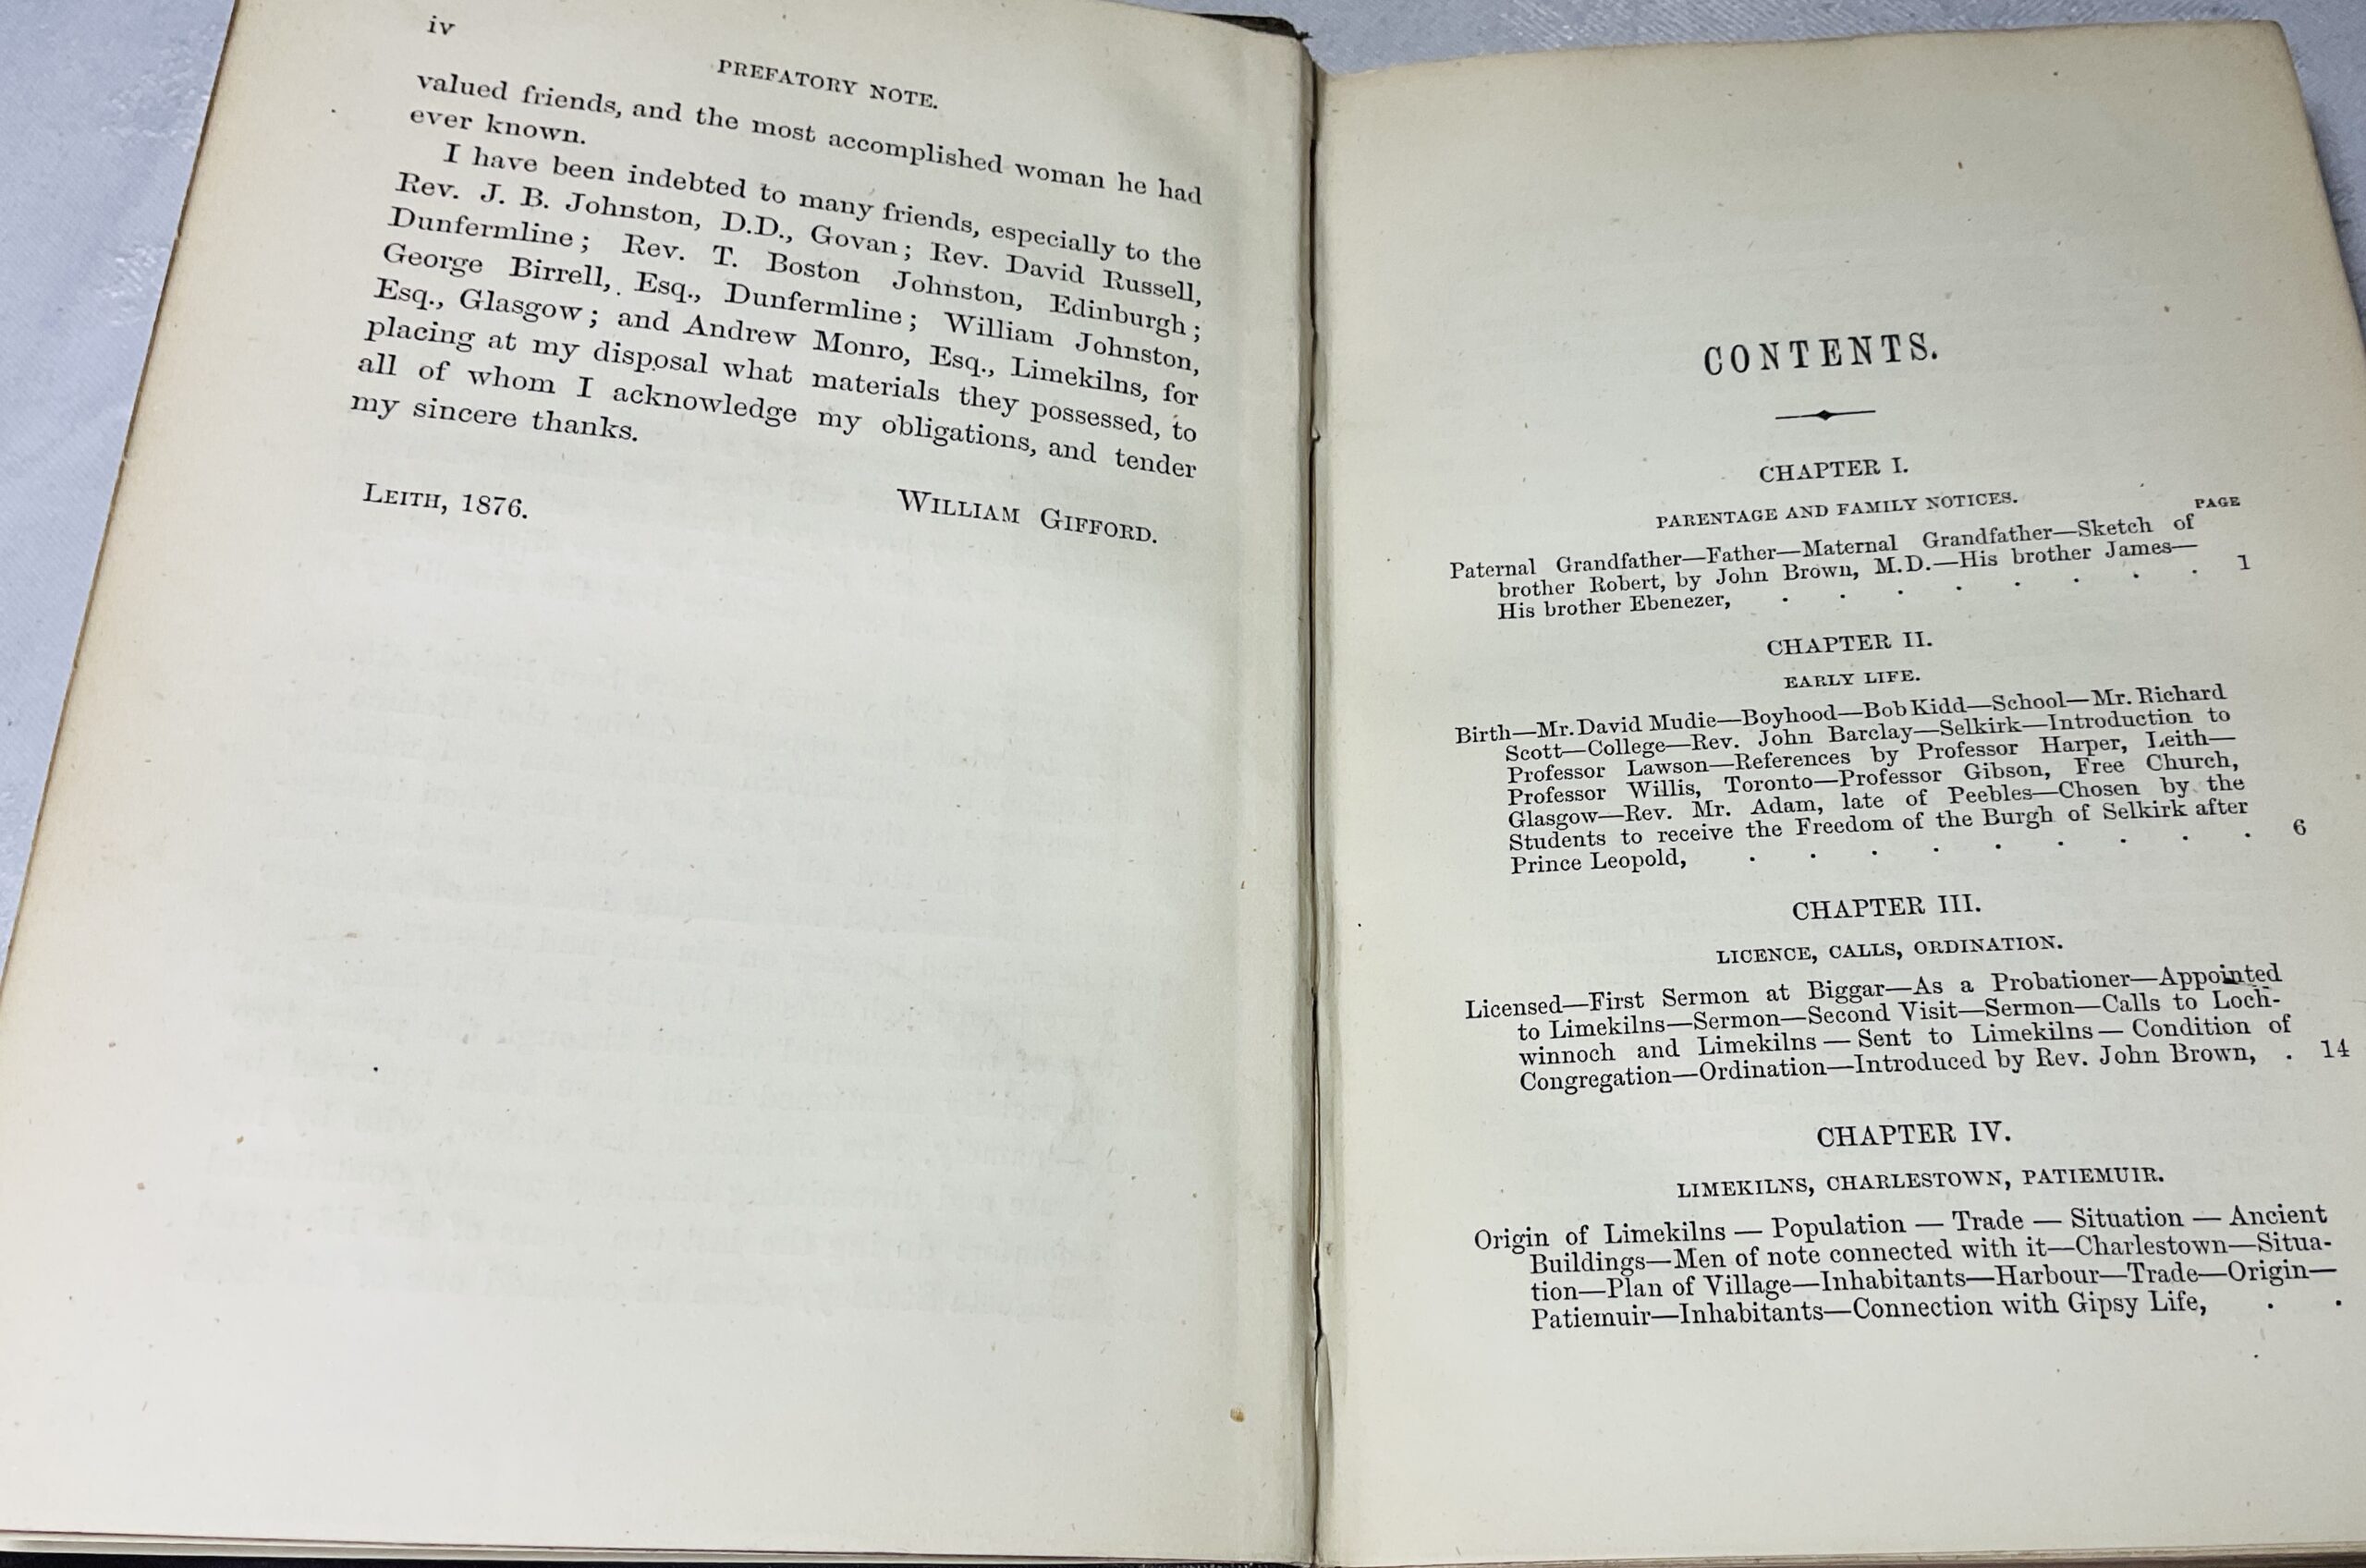 iv
PREFATORY NOTE.
valued friends, and the most accomplished woman he had
ever known.
I have been indebted to many friends, especially to the
Rev. J. B. Johnston, D.D., Govan; Rev. David Russell,
Dunfermline; Rev. T. Boston Johnston, Edinburgh;
George Birrell, Esq., Dunfermline; William Johnston,
Esq., Glasgow; and Andrew Monro, Esq., Limekilns, for
placing at my disposal what materials they possessed, to
all of whom I acknowledge my obligations, and tender
my sincere thanks.
WILLIAM GIFFORD.
LEITH, 1876.
CONTENTS.
CHAPTER I.
PARENTAGE AND FAMILY NOTICES.
PAGE
Paternal Grandfather—Father—Maternal Grandfather—Sketch of
brother Robert, by John Brown, M.D.—His brother James—
His brother Ebenezer, . . . . . . . . 1
CHAPTER II.
EARLY LIFE.
Birth—Mr. David Mudie—Boyhood—Bob Kidd—School—Mr. Richard
Scott—College—Rev. John Barclay—Selkirk—Introduction to
Professor Lawson—References by Professor Harper, Leith—
Professor Willis, Toronto—Professor Gibson, Free Church,
Glasgow—Rev. Mr. Adam, late of Peebles—Chosen by the
Students to receive the Freedom of the Burgh of Selkirk after
Prince Leopold, . . . . . . . . . 6
CHAPTER III.
LICENCE, CALLS, ORDINATION.
Licensed—First Sermon at Biggar—As a Probationer—Appointed
to Limekilns—Sermon—Second Visit—Sermon—Calls to Loch-
winnoch and Limekilns — Sent to Limekilns — Condition of
Congregation—Ordination—Introduced by Rev. John Brown, . 14
CHAPTER IV.
LIMEKILNS, CHARLESTOWN, PATIEMUIR.
Origin of Limekilns — Population — Trade — Situation — Ancient
Buildings—Men of note connected with it—Charlestown—Situa-
tion—Plan of Village—Inhabitants—Harbour—Trade—Origin—
Patiemuir—Inhabitants—Connection with Gipsy Life, . .